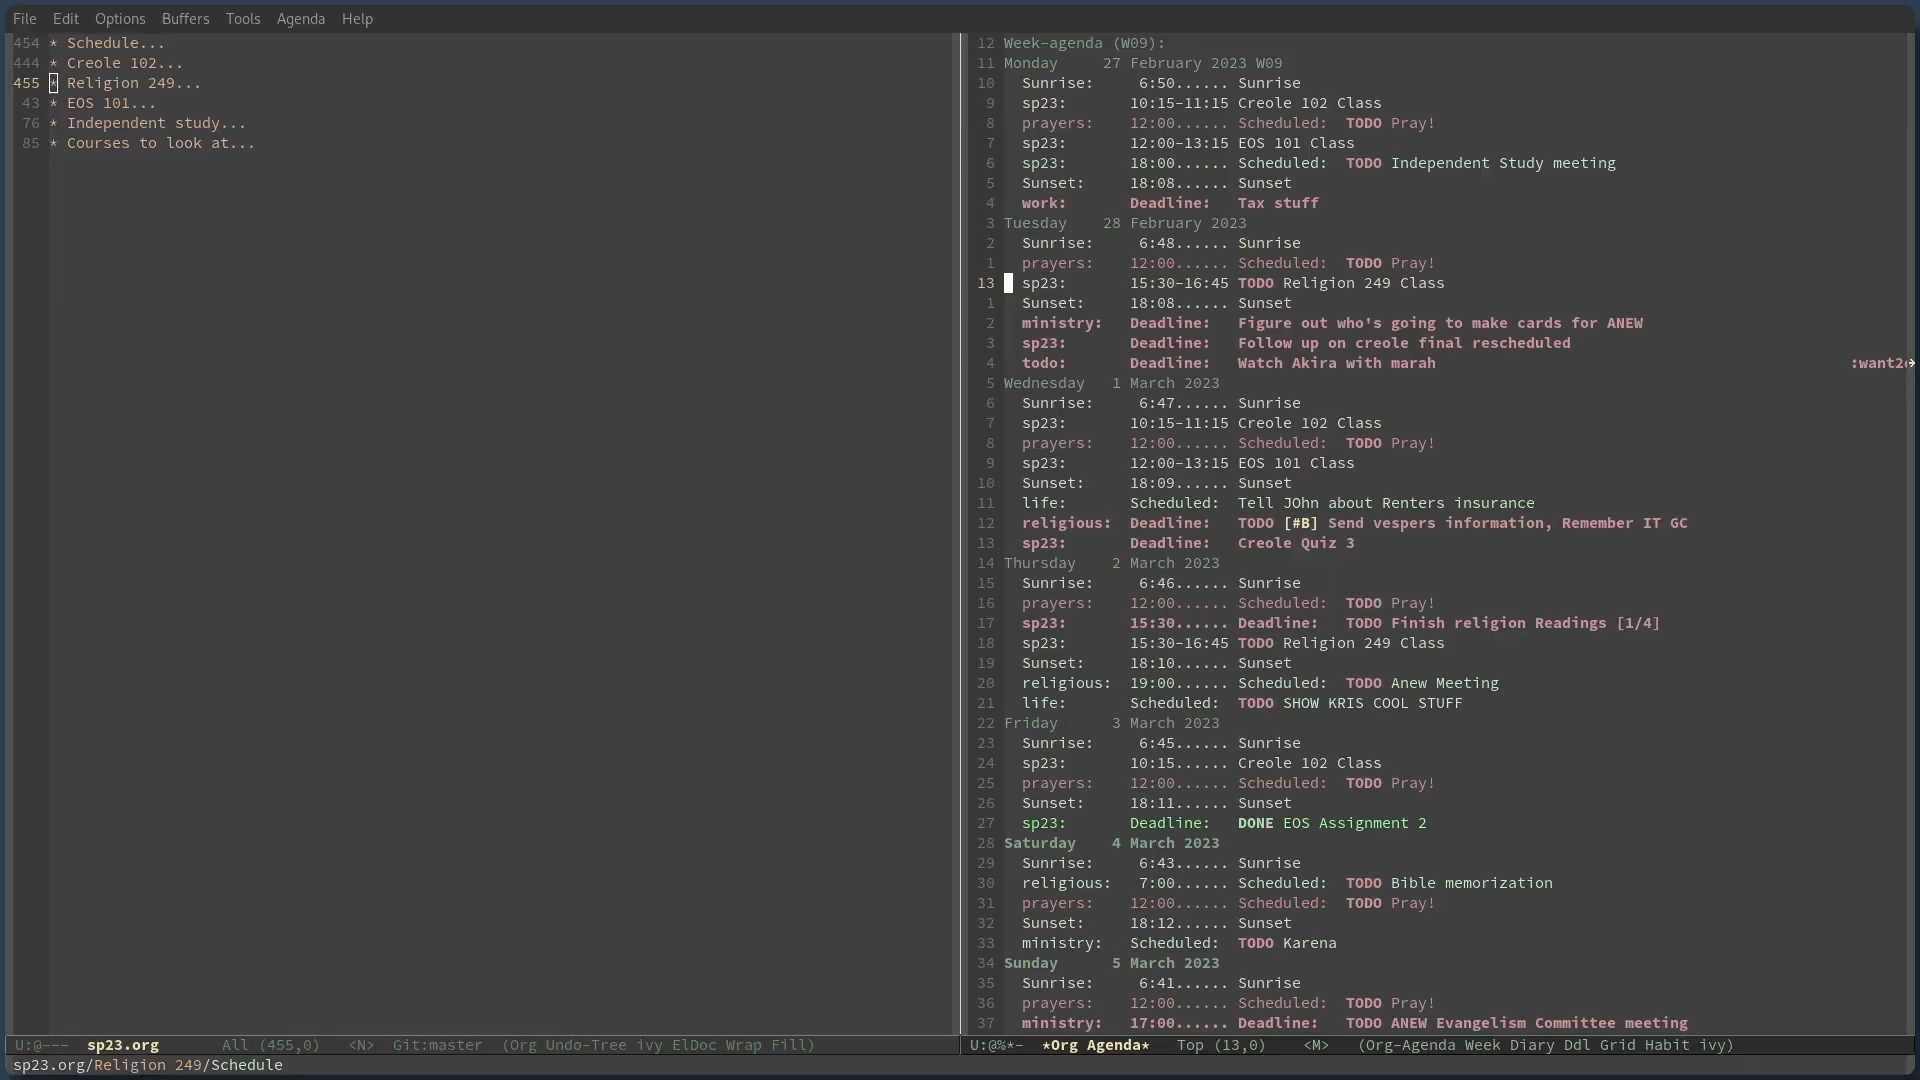 File Edit Options Buffers Tools Agenda Help
454 * Schedule...
444 * Creole 102...
455 * Religion 249...
43 * EOS 101...
76 * Independent study...
85 * Courses to look at...
U:@--- sp23.org All (455,0) <N> Git:master (Org Undo-Tree ivy ElDoc Wrap Fill)
12 Week-agenda (W09):
11 Monday 27 February 2023 W09
10 Sunrise: 6:50...... Sunrise
9 sp23: 10:15-11:15 Creole 102 Class
8 prayers: 12:00...... Scheduled: TODO Pray!
7 sp23: 12:00-13:15 EOS 101 Class
6 sp23: 18:00...... Scheduled: TODO Independent Study meeting
5 Sunset: 18:08...... Sunset
4 work: Deadline: Tax stuff
3 Tuesday 28 February 2023
2 Sunrise: 6:48...... Sunrise
1 prayers: 12:00...... Scheduled: TODO Pray!
13 sp23: 15:30-16:45 TODO Religion 249 Class
1 Sunset: 18:08...... Sunset
2 ministry: Deadline: Figure out who's going to make cards for ANEW
3 sp23: Deadline: Follow up on creole final rescheduled
4 todo: Deadline: Watch Akira with marah :want2
5 Wednesday 1 March 2023
6 Sunrise: 6:47...... Sunrise
7 sp23: 10:15-11:15 Creole 102 Class
8 prayers: 12:00...... Scheduled: TODO Pray!
9 sp23: 12:00-13:15 EOS 101 Class
10 Sunset: 18:09...... Sunset
11 life: Scheduled: Tell JOhn about Renters insurance
12 religious: Deadline: TODO [#B] Send vespers information, Remember IT GC
13 sp23: Deadline: Creole Quiz 3
14 Thursday 2 March 2023
15 Sunrise: 6:46...... Sunrise
16 prayers: 12:00...... Scheduled: TODO Pray!
17 sp23: 15:30...... Deadline: TODO Finish religion Readings [1/4]
18 sp23: 15:30-16:45 TODO Religion 249 Class
19 Sunset: 18:10...... Sunset
20 religious: 19:00...... Scheduled: TODO Anew Meeting
21 life: Scheduled: TODO SHOW KRIS COOL STUFF
22 Friday 3 March 2023
23 Sunrise: 6:45...... Sunrise
24 sp23: 10:15...... Creole 102 Class
25 prayers: 12:00...... Scheduled: TODO Pray!
26 Sunset: 18:11...... Sunset
27 sp23: Deadline: DONE EOS Assignment 2
28 Saturday 4 March 2023
29 Sunrise: 6:43...... Sunrise
30 religious: 7:00...... Scheduled: TODO Bible memorization
31 prayers: 12:00...... Scheduled: TODO Pray!
32 Sunset: 18:12...... Sunset
33 ministry: Scheduled: TODO Karena
34 Sunday 5 March 2023
35 Sunrise: 6:41...... Sunrise
36 prayers: 12:00...... Scheduled: TODO Pray!
37 ministry: 17:00...... Deadline: TODO ANEW Evangelism Committee meeting
U:@%*- *Org Agenda* Top (13,0) <M> (Org-Agenda Week Diary Ddl Grid Habit ivy)
sp23.org/Religion 249/Schedule